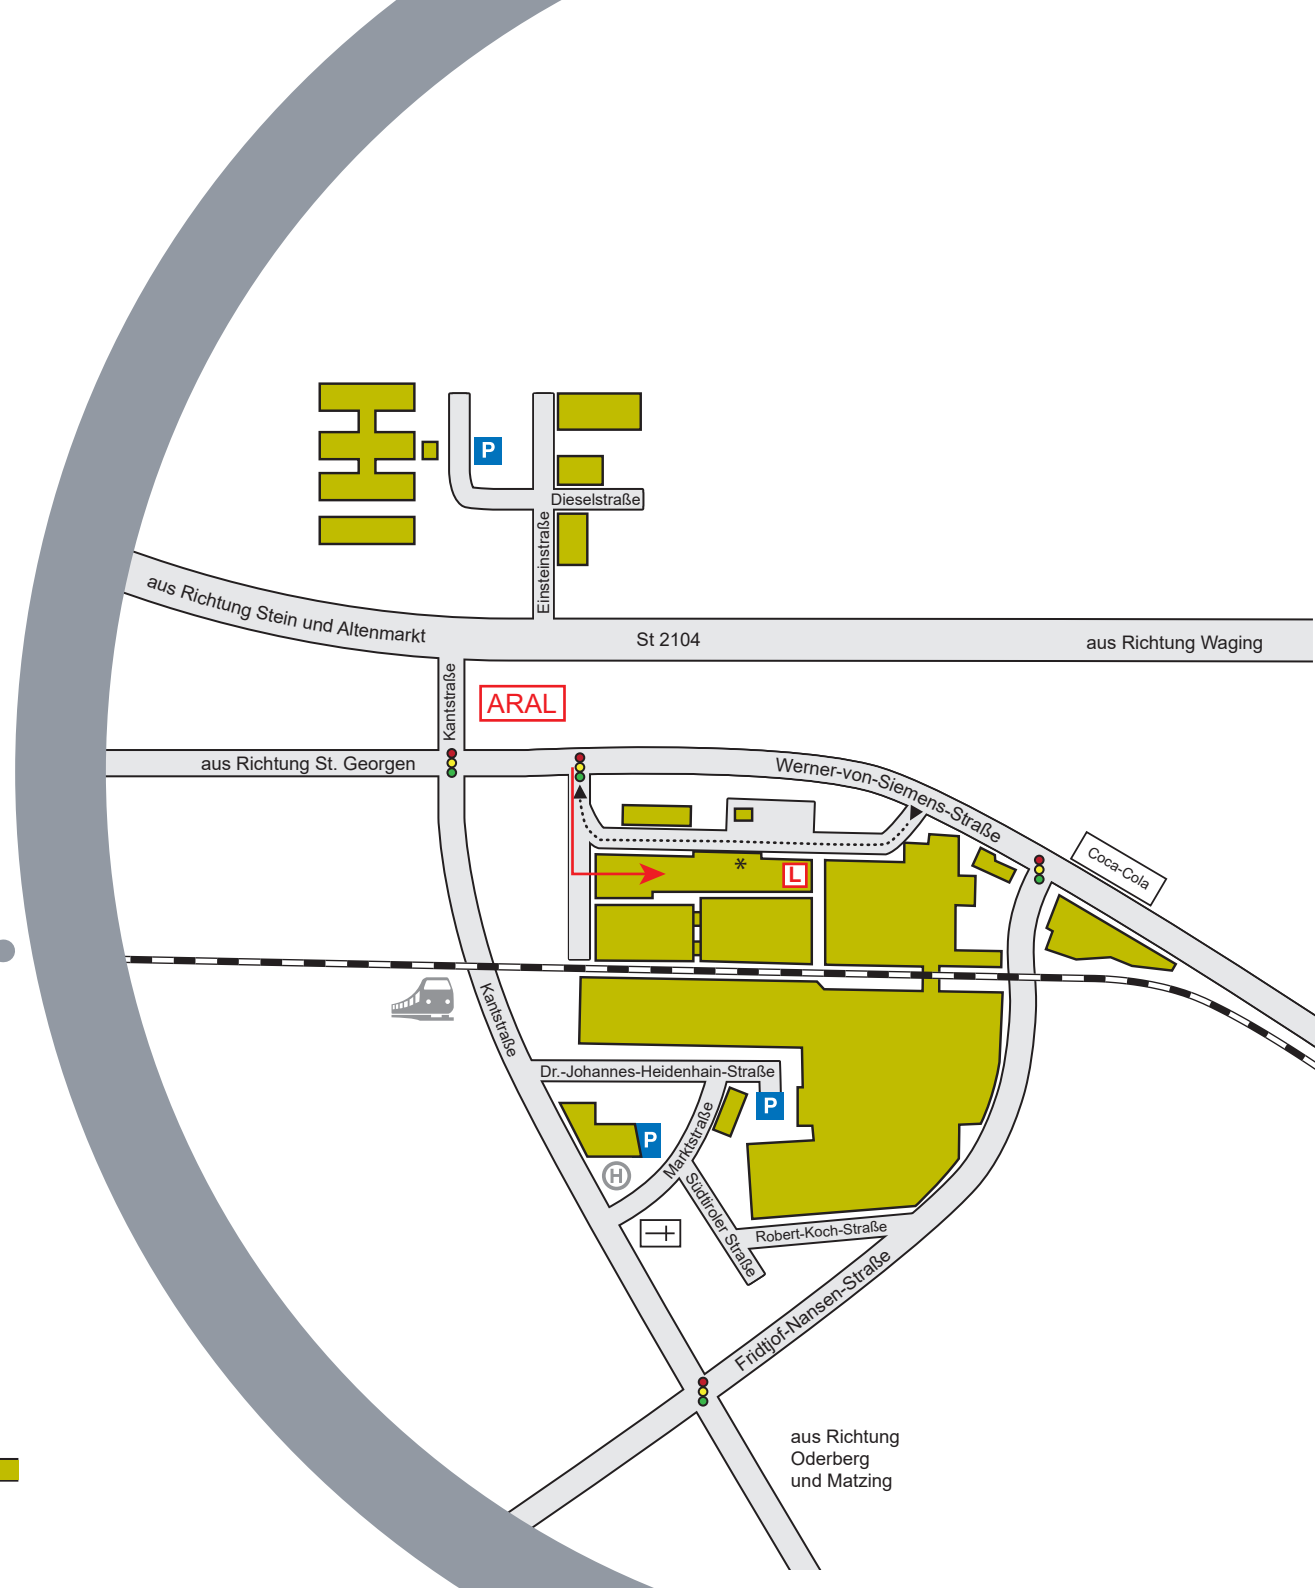 P
Dieselstraße
Einsteinstraße
aus Richtung Stein und Altenmarkt
St 2104
aus Richtung Waging
Kantstraße
ARAL
aus Richtung St. Georgen
Werner-von-Siemens-Straße
Coca-Cola
*
L
Kantstraße
Dr.-Johannes-Heidenhain-Straße
P
Marktstraße
P
H
Südtiroler Straße
Robert-Koch-Straße
Fridtjof-Nansen-Straße
aus Richtung
Oderberg
und Matzing